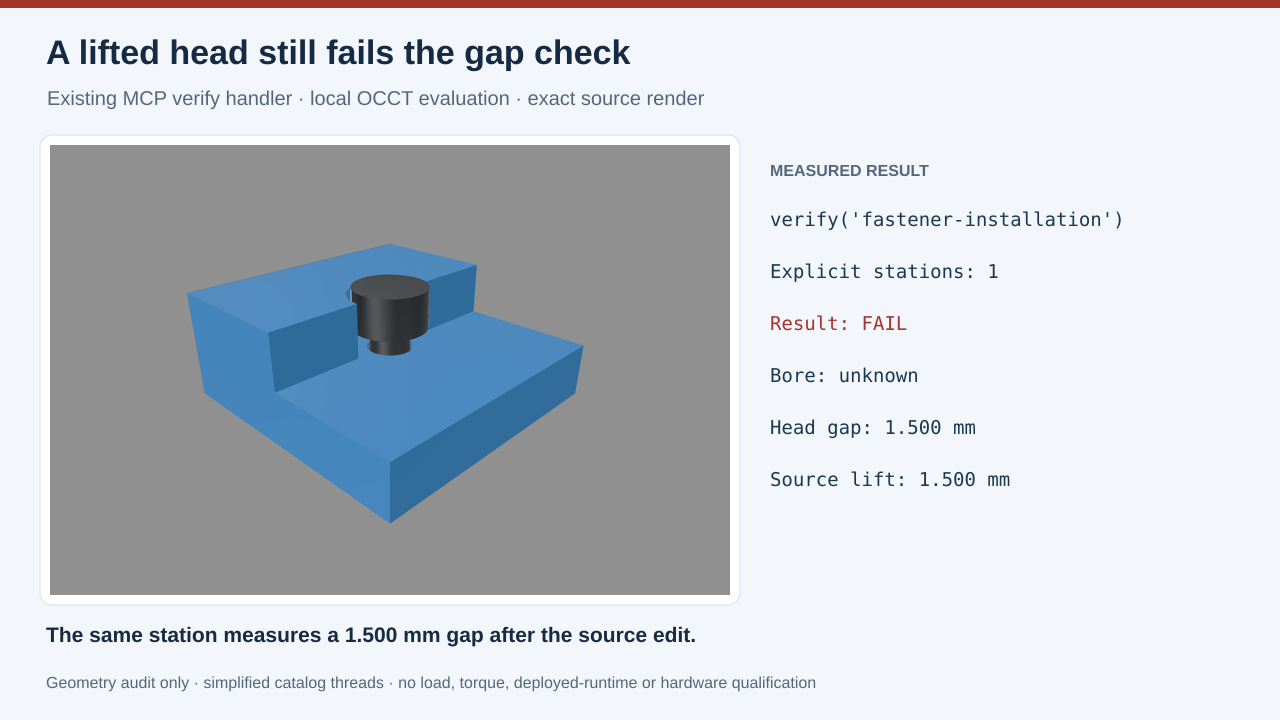 A lifted head still fails the gap check
Existing MCP verify handler · local OCCT evaluation · exact source render
MEASURED RESULT
verify('fastener-installation')
Explicit stations: 1
Result: FAIL
Bore: unknown
Head gap: 1.500 mm
Source lift: 1.500 mm
The same station measures a 1.500 mm gap after the source edit.
Geometry audit only · simplified catalog threads · no load, torque, deployed-runtime or hardware qualification